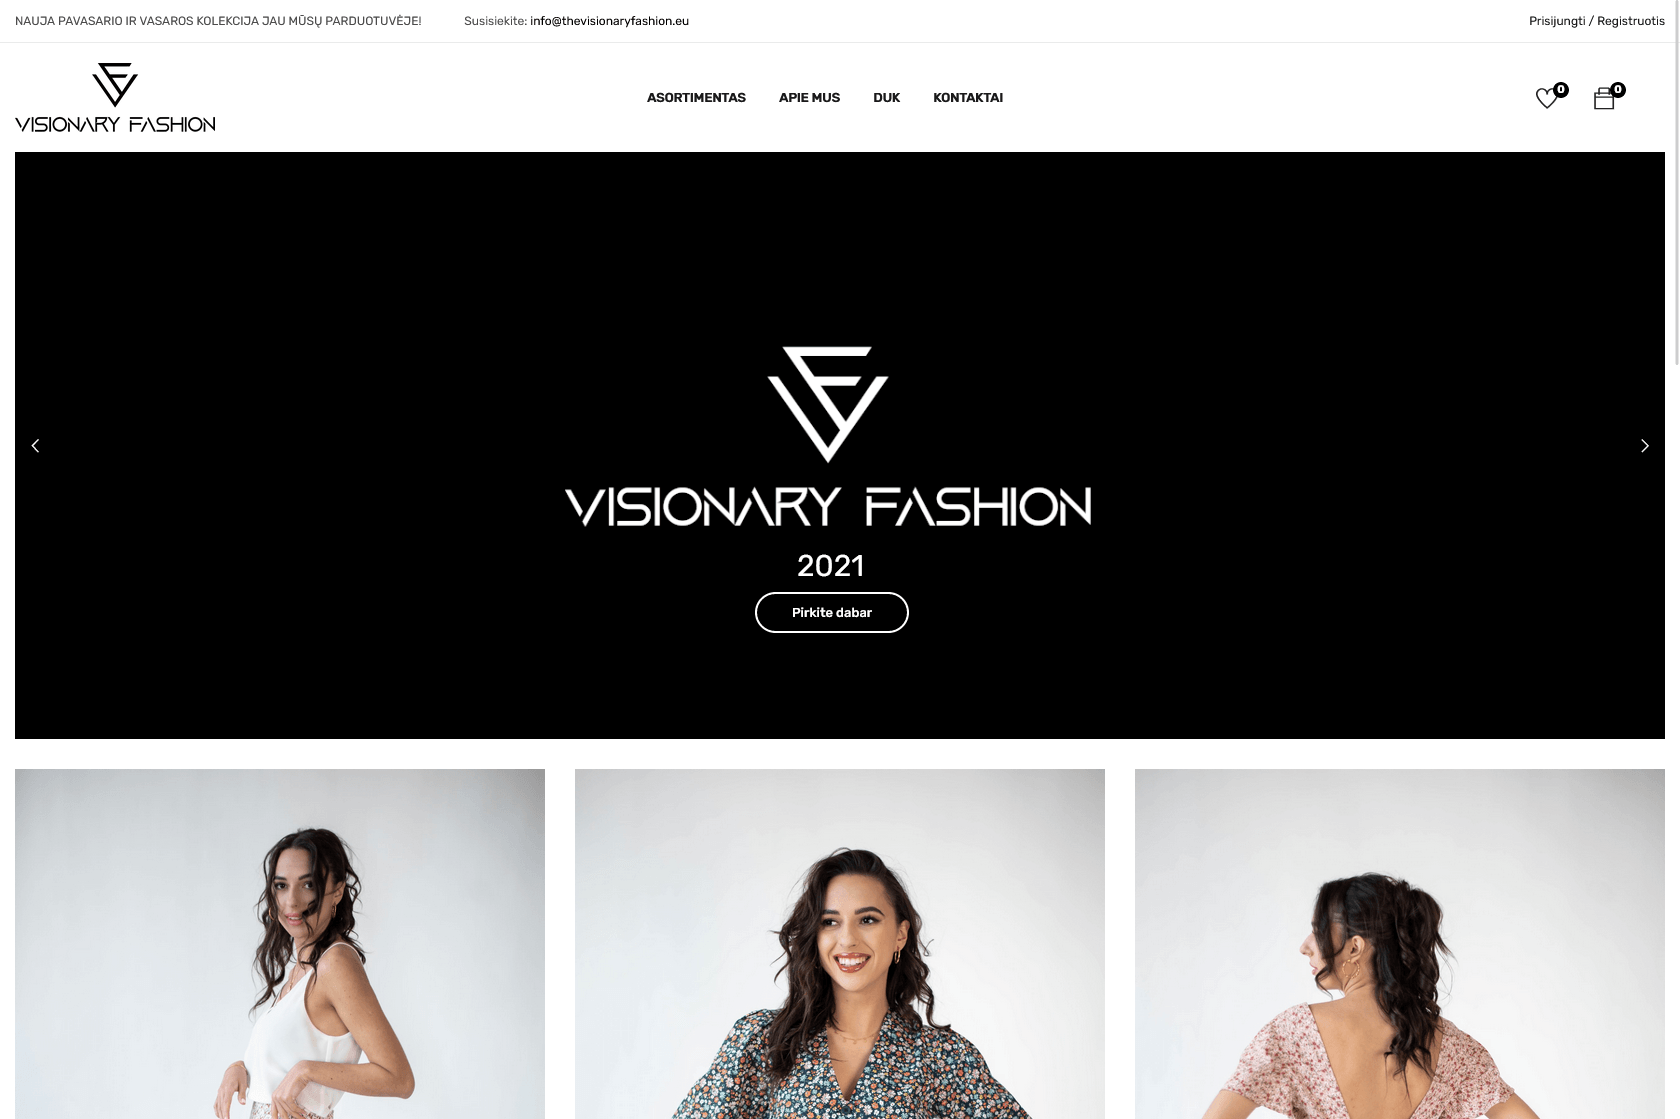 NAUJA PAVASARIO IR VASAROS KOLEKCIJA JAU MŪSŲ PARDUOTUVĖJE!
Susisiekite: info@thevisionaryfashion.eu
Prisijungti / Registruotis
VISIONARY FASHION
ASORTIMENTAS
APIE MUS
DUK
KONTAKTAI
0
0
VISIONARY FASHION
2021
Pirkite dabar